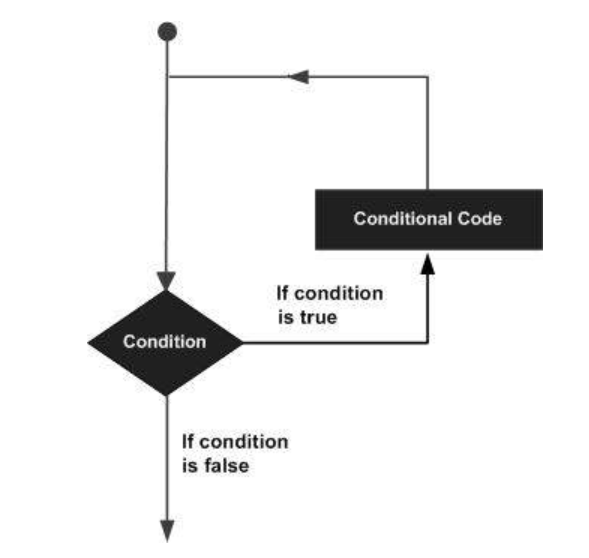 Conditional Code
If condition
is true
Condition
If condition
is false